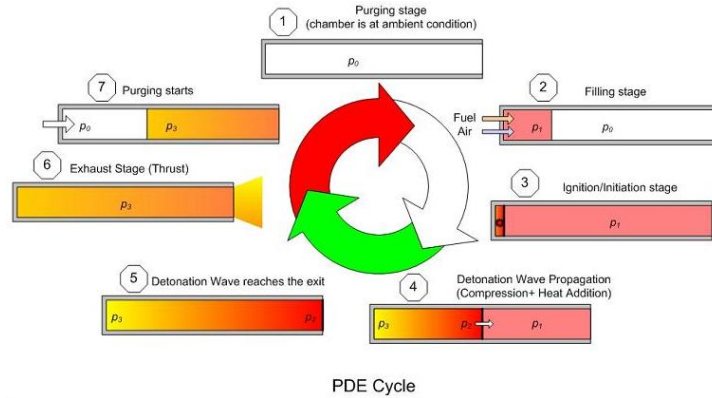 1
Purging stage
(chamber is at ambient condition)
p0
2
Filling stage
Fuel
Air
p1
p0
3
Ignition/Initiation stage
p1
4
Detonation Wave Propagation
(Compression+ Heat Addition)
p3
p2
p1
5
Detonation Wave reaches the exit
p3
p2
6
Exhaust Stage (Thrust)
p3
7
Purging starts
p0
p3
PDE Cycle